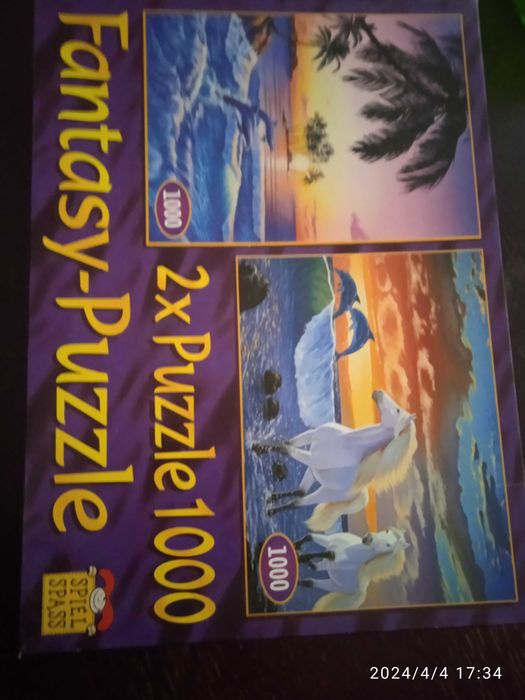 1000
1000
2x Puzzle 1000
Fantasy-Puzzle
SPIEL
SPASS
2024/4/4 17:34